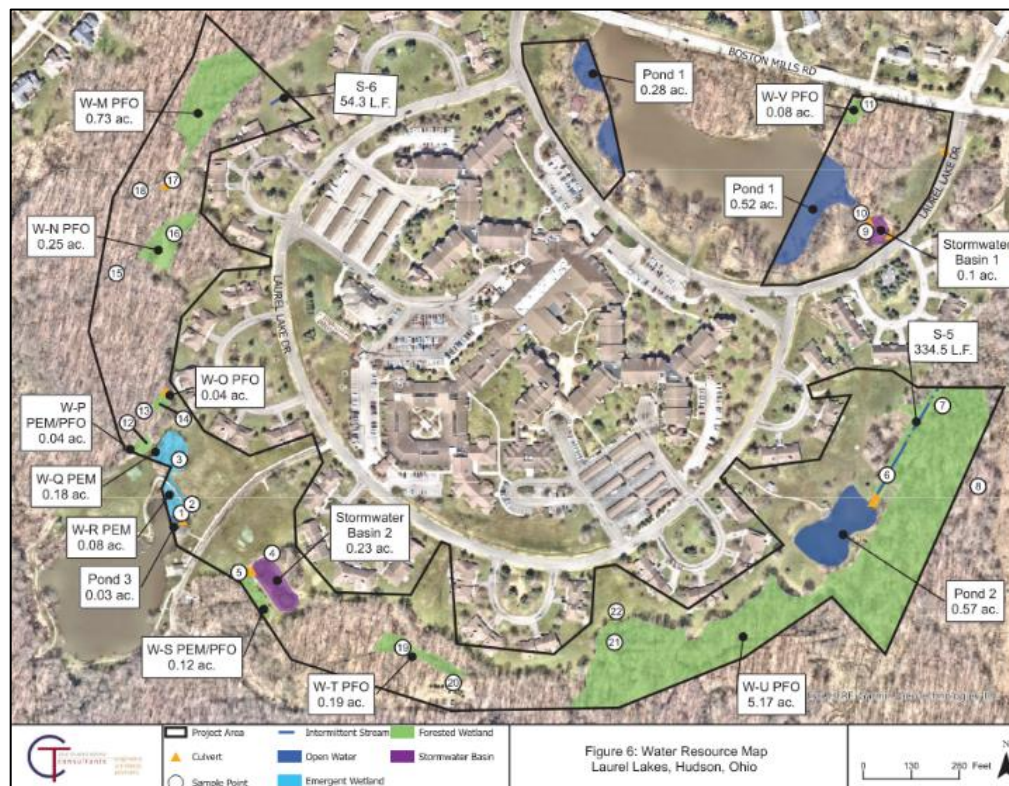 BOSTON MILLS RD
S-6
54.3 L.F.
W-M PFO
0.73 ac.
Pond 1
0.28 ac.
W-V PFO
0.08 ac.
11
18
17
Pond 1
0.52 ac.
LAUREL LAKE DR
W-N PFO
0.25 ac.
16
15
10
9
Stormwater
Basin 1
0.1 ac.
LAUREL LAKE DR
S-5
334.5 L.F.
W-O PFO
0.04 ac.
W-P
PEM/PFO
0.04 ac.
13
14
12
7
W-Q PEM
0.18 ac.
3
6
8
W-R PEM
0.08 ac.
2
1
Stormwater
Basin 2
0.23 ac.
4
5
Pond 3
0.03 ac.
Pond 2
0.57 ac.
W-S PEM/PFO
0.12 ac.
22
21
19
20
W-T PFO
0.19 ac.
W-U PFO
5.17 ac.
CT
consultants
Project Area
Culvert
Sample Point
Intermittent Stream
Open Water
Emergent Wetland
Forested Wetland
Stormwater Basin
Figure 6: Water Resource Map
Laurel Lakes, Hudson, Ohio
N
0 130 260 Feet